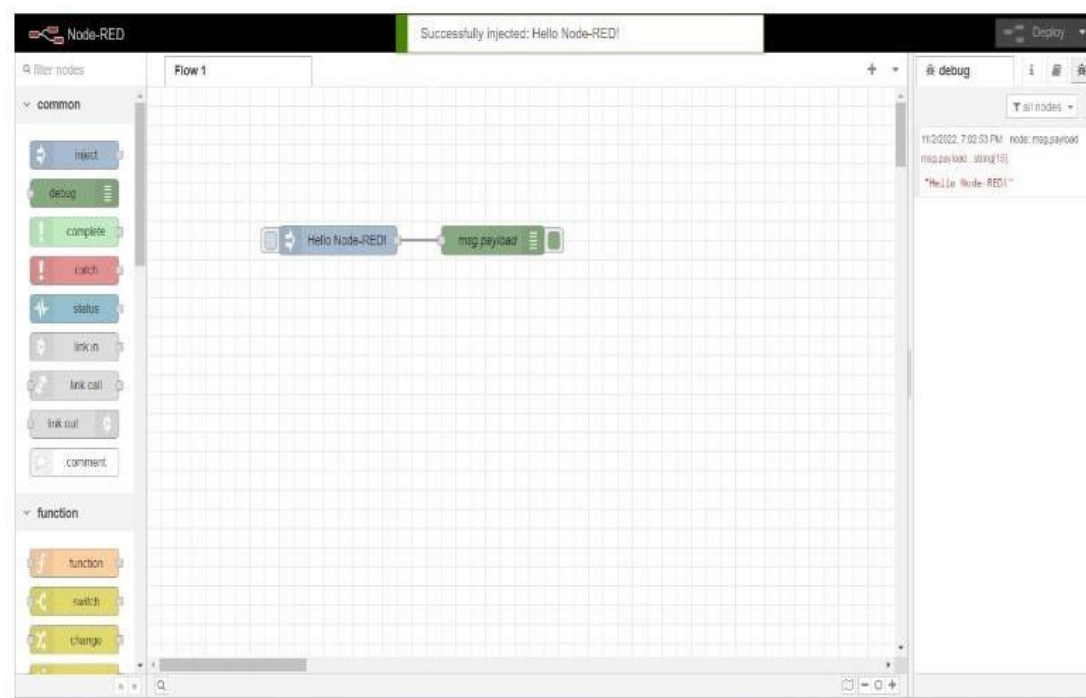 Node-RED
Successfully injected: Hello Node-RED!
Deploy
filter nodes
Flow 1
debug
i
all nodes
common
inject
debug
complete
catch
status
link in
link call
link out
comment
function
function
switch
change
Hello Node-RED!
msg.payload
11/2/2022, 7:02:53 PM node: msg.payload
msg.payload : string[15]
"Hello Node-RED!"